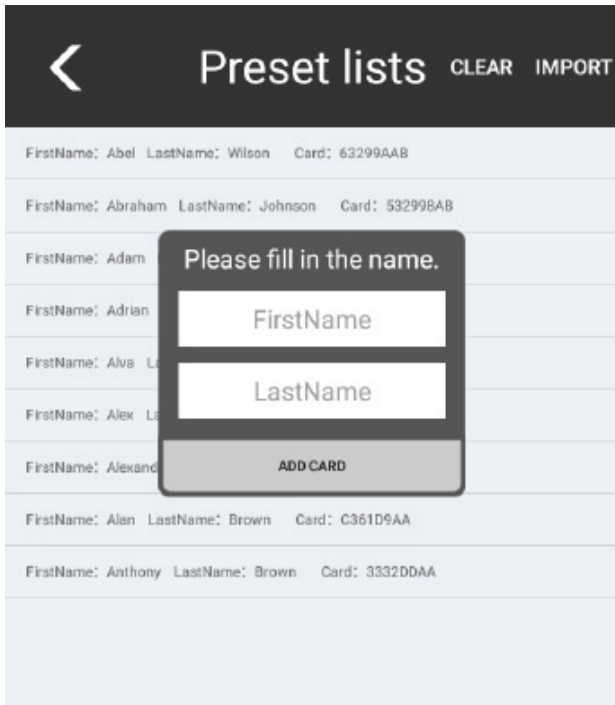 Preset lists CLEAR IMPORT
FirstName: Abel LastName: Wilson Card: 63299AAB
FirstName: Abraham LastName: Johnson Card: 532998AB
FirstName: Adam
Please fill in the name.
FirstName: Adrian
FirstName
FirstName: Alva
LastName
FirstName: Alex
FirstName: Alexand
ADD CARD
FirstName: Alan LastName: Brown Card: C361D9AA
FirstName: Anthony LastName: Brown Card: 3332DDAA